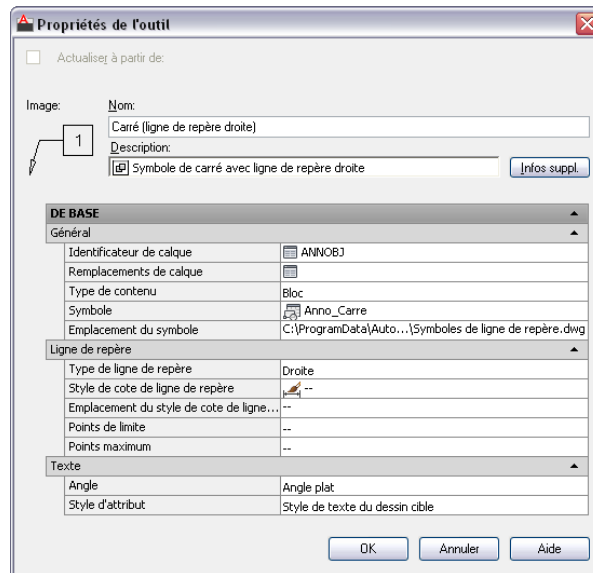 Propriétés de l'outil
Actualiser à partir de:
Image:
Nom:
Carré (ligne de repère droite)
1
Description:
Symbole de carré avec ligne de repère droite
Infos suppl.
DE BASE
Général
Identificateur de calque ANNOBJ
Remplacements de calque
Type de contenu Bloc
Symbole Anno_Carre
Emplacement du symbole C:\ProgramData\Auto...\Symboles de ligne de repère.dwg
Ligne de repère
Type de ligne de repère Droite
Style de cote de ligne de repère --
Emplacement du style de cote de ligne... --
Points de limite --
Points maximum --
Texte
Angle Angle plat
Style d'attribut Style de texte du dessin cible
OK Annuler Aide